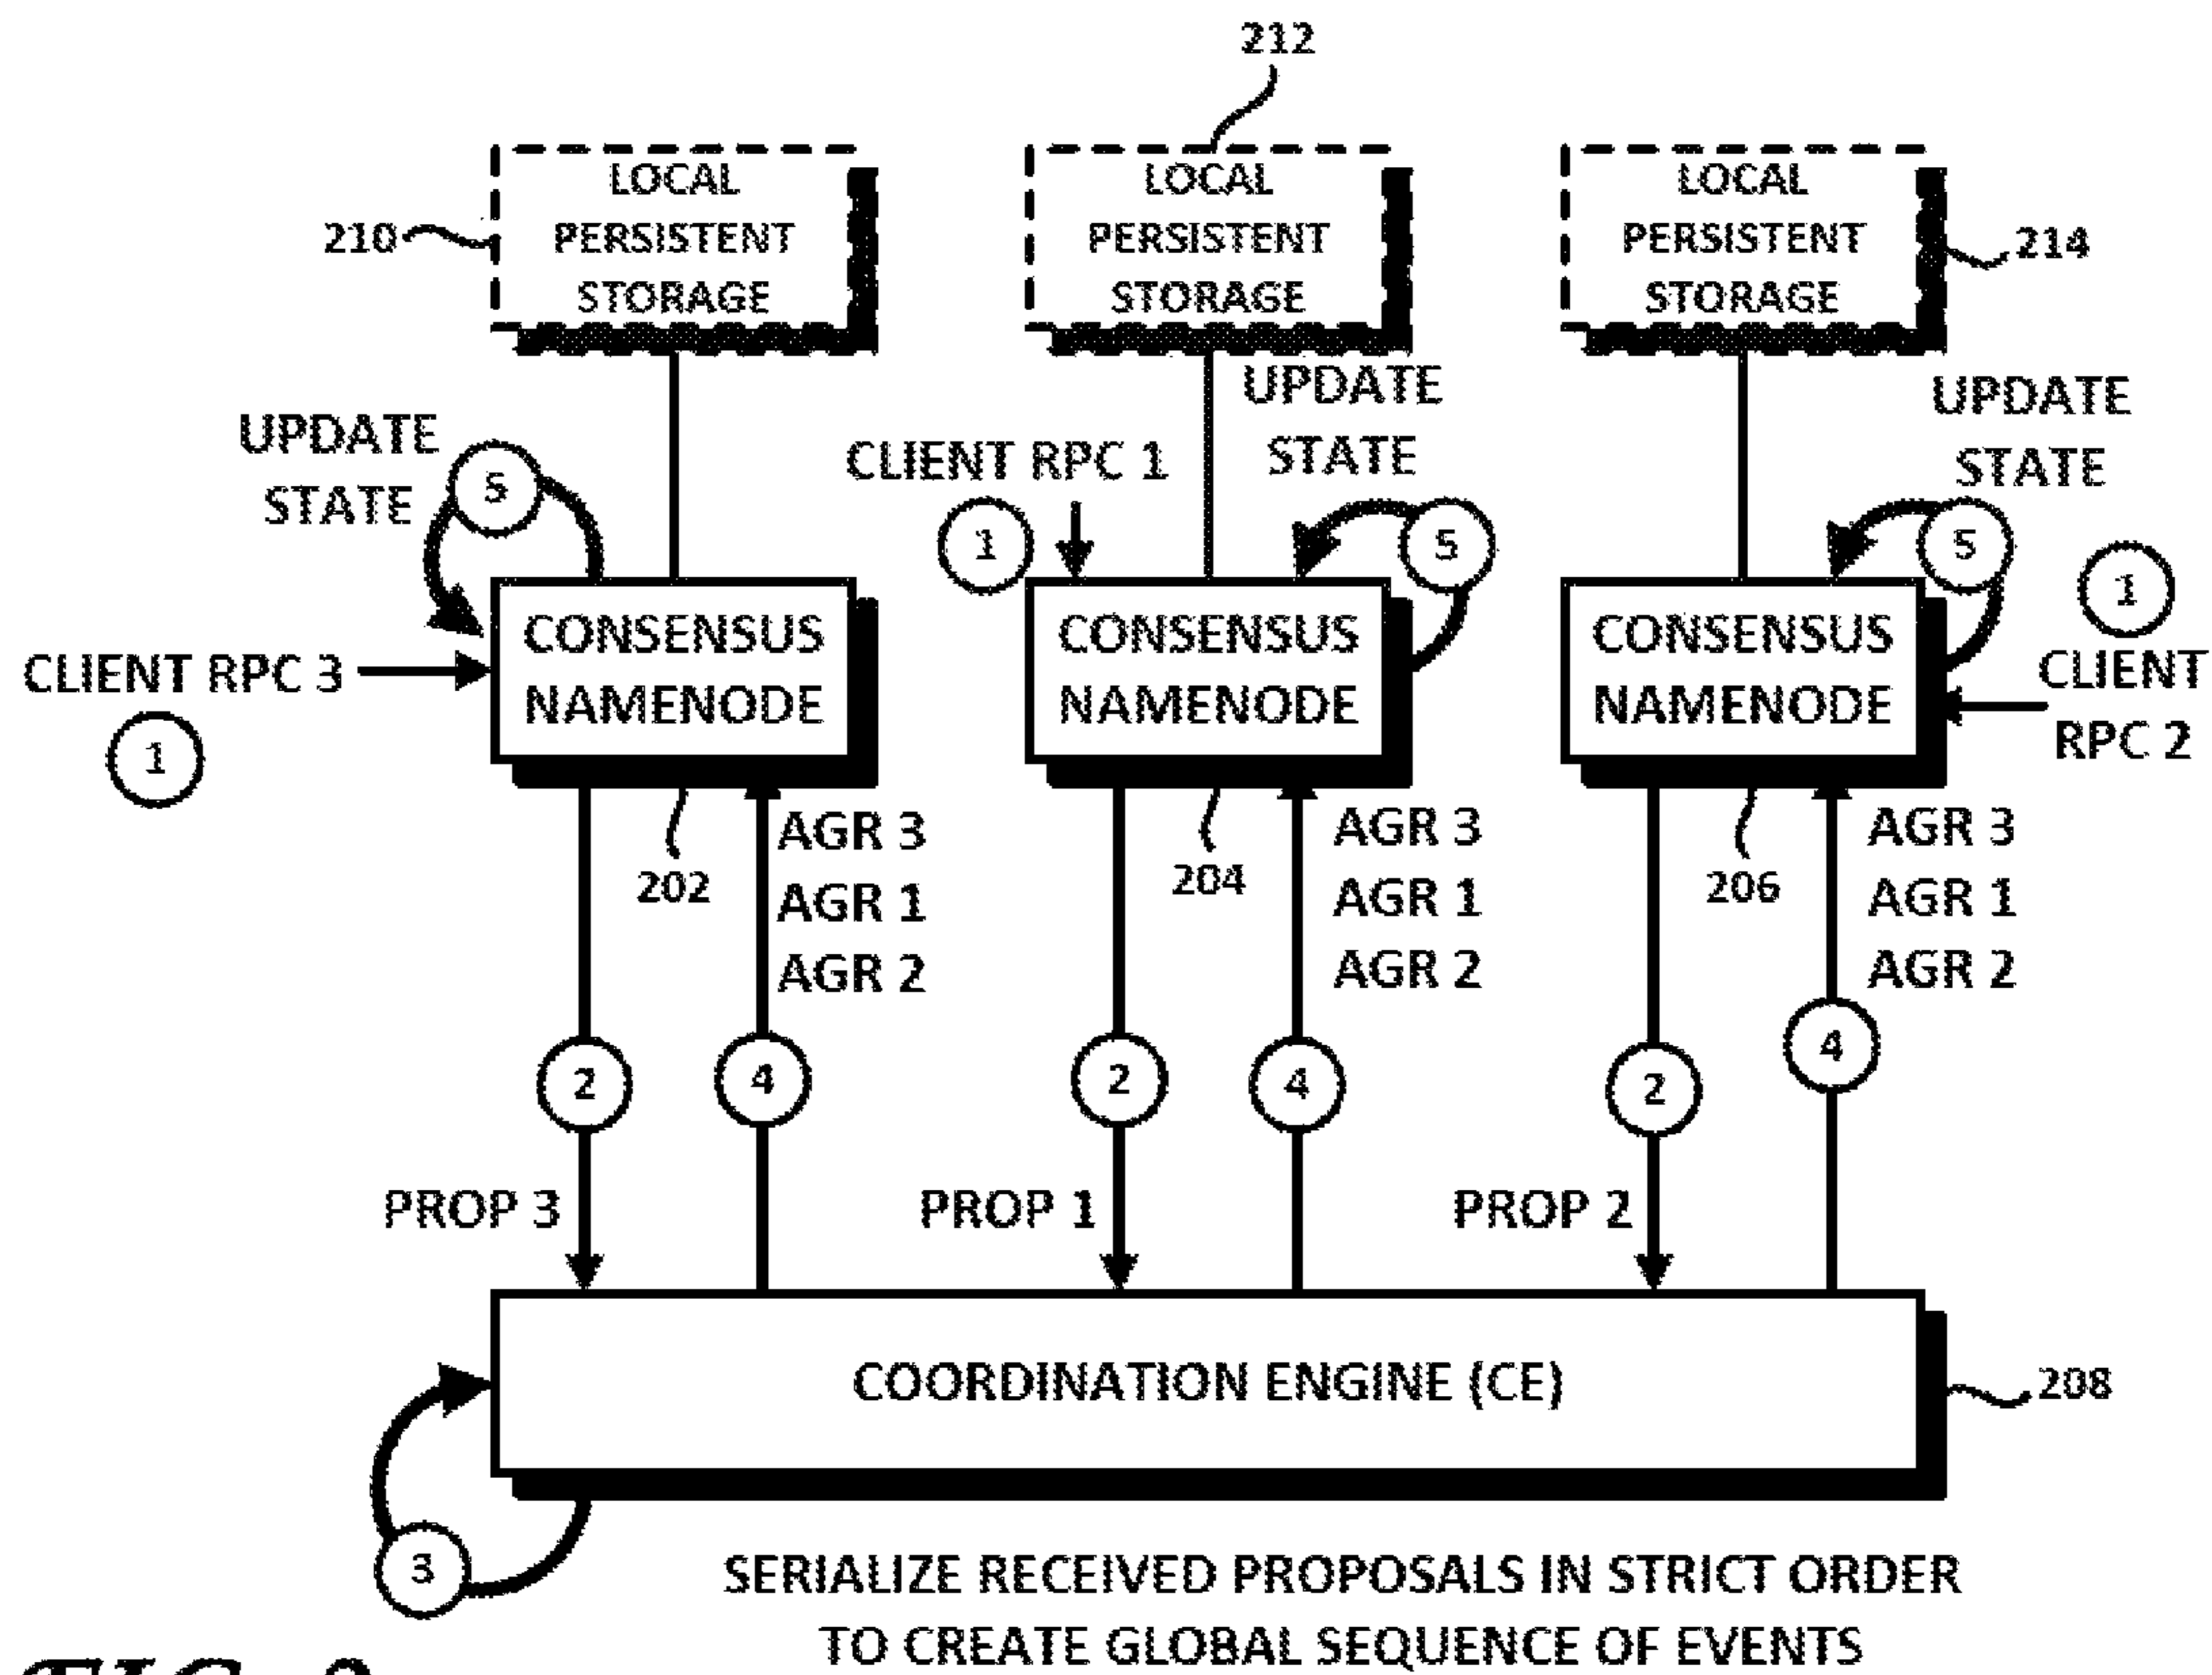 212
LOCAL
PERSISTENT
STORAGE
210
LOCAL
PERSISTENT
STORAGE
LOCAL
PERSISTENT
STORAGE
214
UPDATE
STATE
5
CLIENT RPC 1
1
UPDATE
STATE
5
UPDATE
STATE
5
1
CLIENT RPC 3
1
CONSENSUS
NAMENODE
CONSENSUS
NAMENODE
CONSENSUS
NAMENODE
CLIENT
RPC 2
202
AGR 3
AGR 1
AGR 2
204
AGR 3
AGR 1
AGR 2
206
AGR 3
AGR 1
AGR 2
2
4
2
4
2
4
PROP 3
PROP 1
PROP 2
COORDINATION ENGINE (CE)
208
3
SERIALIZE RECEIVED PROPOSALS IN STRICT ORDER
TO CREATE GLOBAL SEQUENCE OF EVENTS